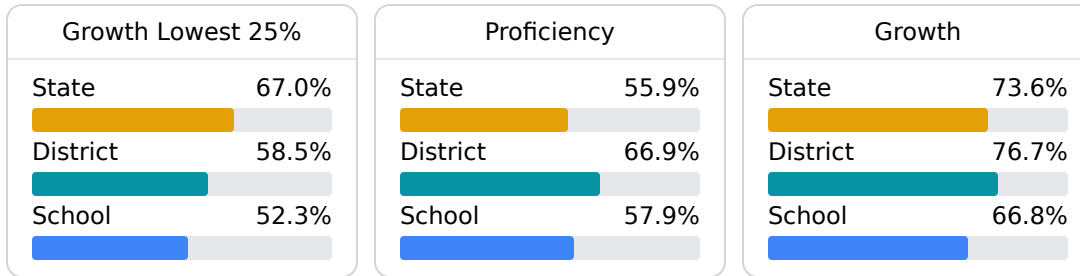 Growth Lowest 25%
State 67.0%
District 58.5%
School 52.3%
Proficiency
State 55.9%
District 66.9%
School 57.9%
Growth
State 73.6%
District 76.7%
School 66.8%